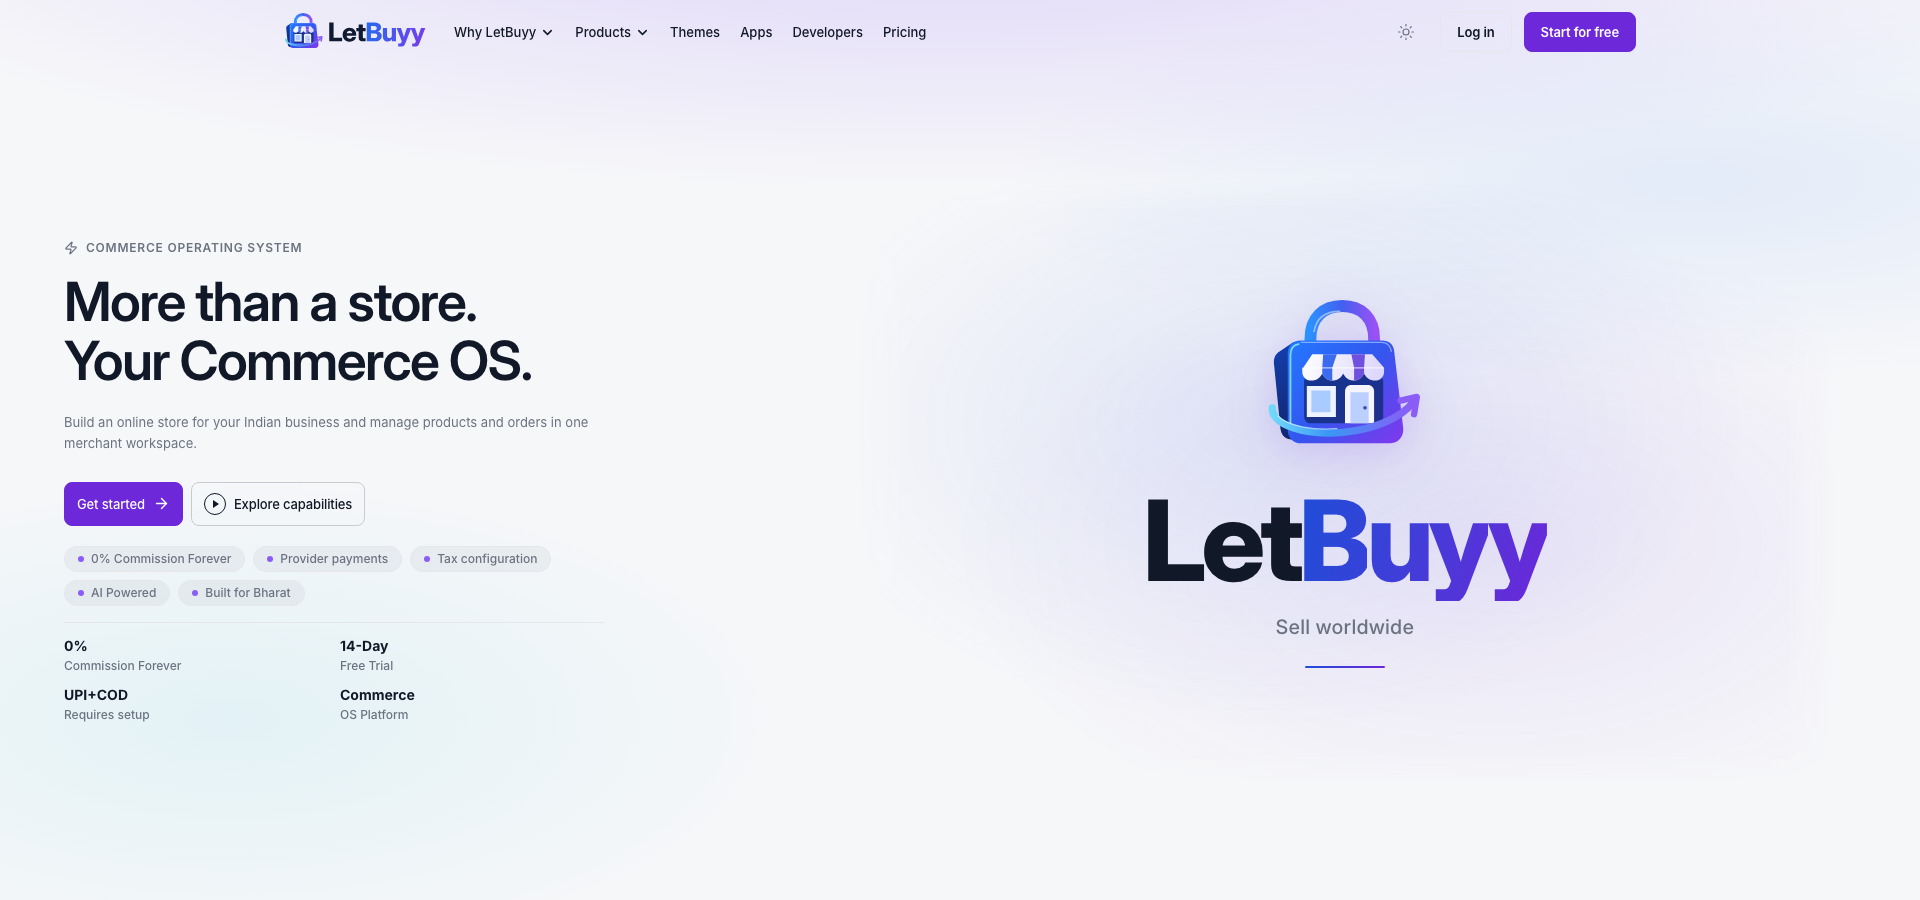 LetBuyy
Why LetBuyy
Products
Themes
Apps
Developers
Pricing
Log in
Start for free
COMMERCE OPERATING SYSTEM
More than a store.
Your Commerce OS.
Build an online store for your Indian business and manage products and orders in one
merchant workspace.
Get started
Explore capabilities
0% Commission Forever
Provider payments
Tax configuration
AI Powered
Built for Bharat
0%
Commission Forever
14-Day
Free Trial
UPI+COD
Requires setup
Commerce
OS Platform
LetBuyy
Sell worldwide